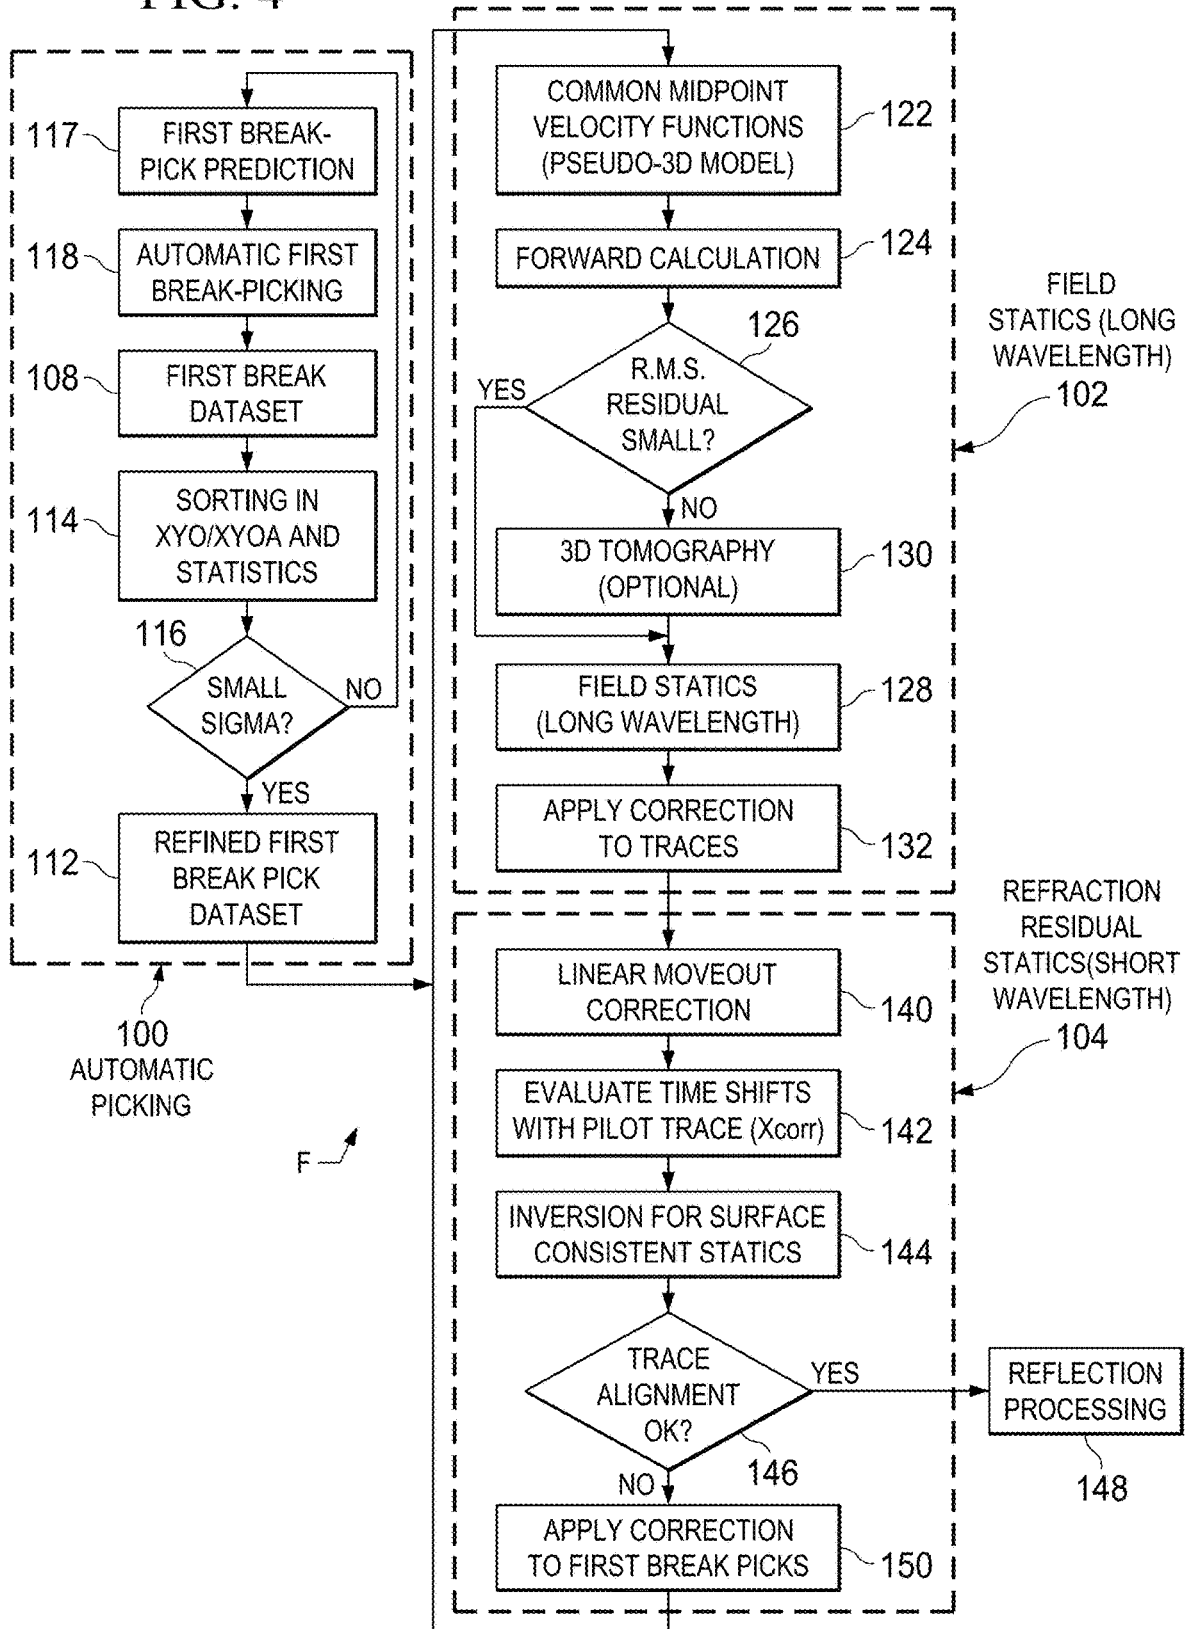 FIG. 4
117
FIRST BREAK-
PICK PREDICTION
118
AUTOMATIC FIRST
BREAK-PICKING
108
FIRST BREAK
DATASET
114
SORTING IN
XYO/XYOA AND
STATISTICS
116
SMALL
SIGMA?
NO
YES
112
REFINED FIRST
BREAK PICK
DATASET
100
AUTOMATIC
PICKING
F
COMMON MIDPOINT
VELOCITY FUNCTIONS
(PSEUDO-3D MODEL)
122
FORWARD CALCULATION
124
126
R.M.S.
RESIDUAL
SMALL?
YES
NO
3D TOMOGRAPHY
(OPTIONAL)
130
FIELD STATICS
(LONG WAVELENGTH)
128
APPLY CORRECTION
TO TRACES
132
FIELD
STATICS (LONG
WAVELENGTH)
102
LINEAR MOVEOUT
CORRECTION
140
EVALUATE TIME SHIFTS
WITH PILOT TRACE (Xcorr)
142
INVERSION FOR SURFACE
CONSISTENT STATICS
144
TRACE
ALIGNMENT
OK?
YES
146
NO
APPLY CORRECTION
TO FIRST BREAK PICKS
150
REFRACTION
RESIDUAL
STATICS(SHORT
WAVELENGTH)
104
REFLECTION
PROCESSING
148